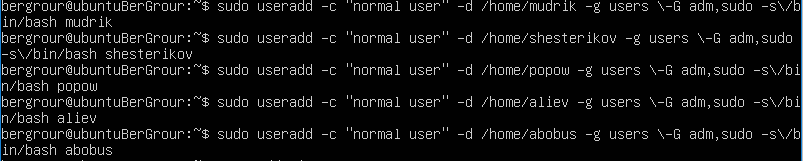 bergrour@ubuntuBerGrour:~$ sudo useradd -c "normal user" -d /home/mudrik -g users \-G adm,sudo -s\/b
in/bash mudrik
bergrour@ubuntuBerGrour:~$ sudo useradd -c "normal user" -d /home/shesterikov -g users \-G adm,sudo
-s\/bin/bash shesterikov
bergrour@ubuntuBerGrour:~$ sudo useradd -c "normal user" -d /home/popow -g users \-G adm,sudo -s\/bi
n/bash popow
bergrour@ubuntuBerGrour:~$ sudo useradd -c "normal user" -d /home/aliev -g users \-G adm,sudo -s\/bi
n/bash aliev
bergrour@ubuntuBerGrour:~$ sudo useradd -c "normal user" -d /home/abobus -g users \-G adm,sudo -s\/b
in/bash abobus